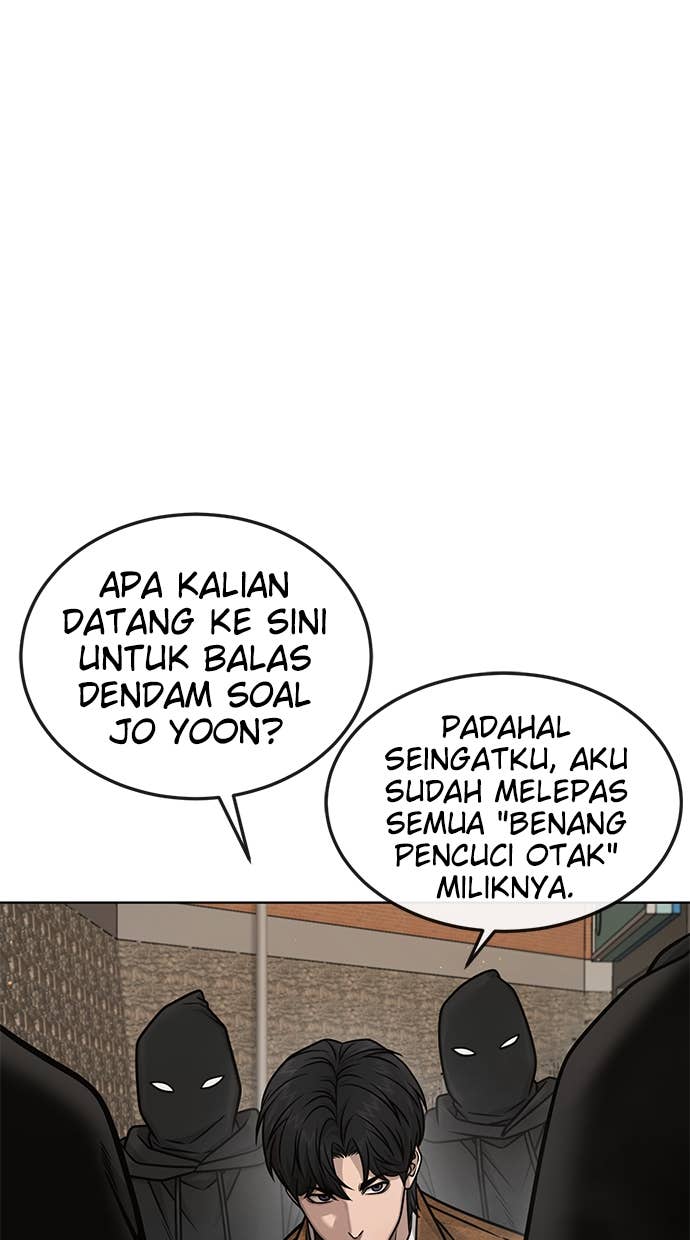 APA KALIAN
DATANG KE SINI
UNTUK BALAS
DENDAM SOAL
JO YOON?
PADAHAL
SEINGATKU, AKU
SUDAH MELEPAS
SEMUA "BENANG
PENCUCI OTAK"
MILIKNYA.